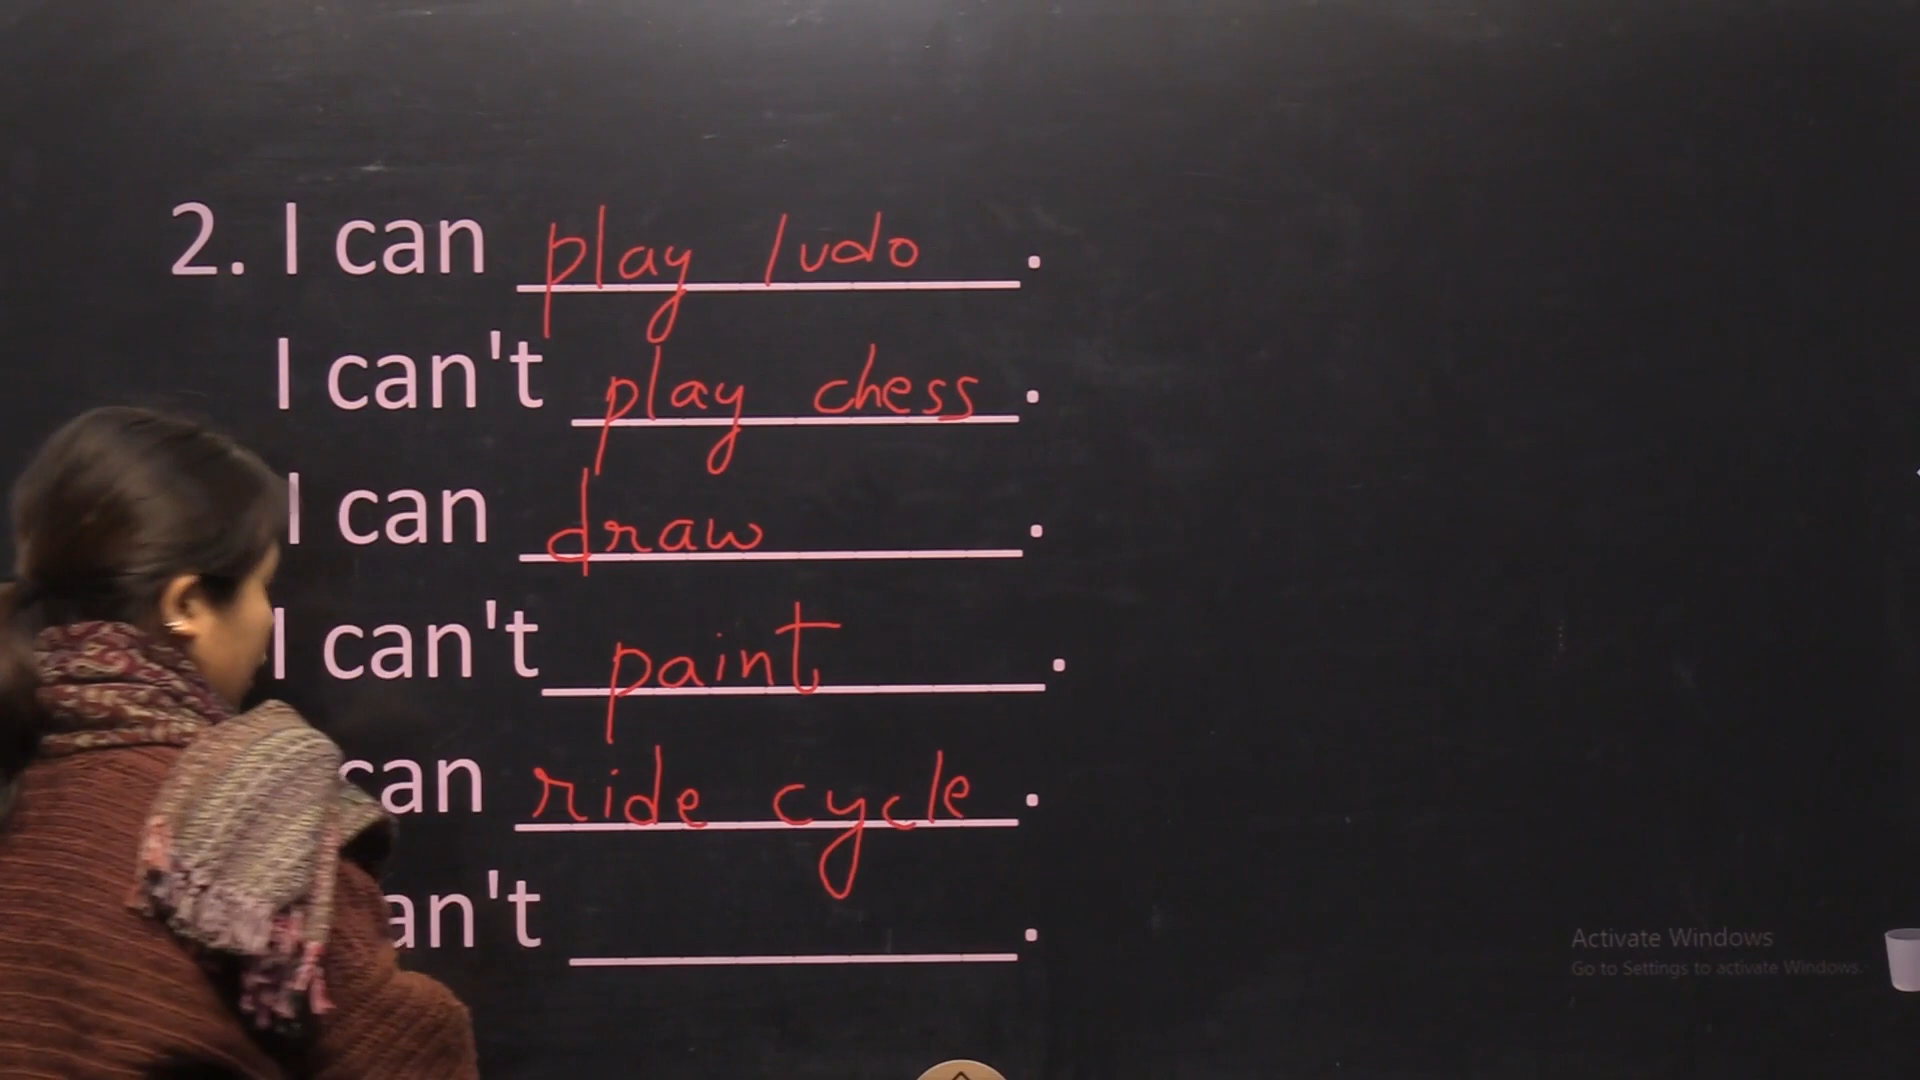 2. I can play ludo.
I can't play chess.
I can draw.
I can't paint.
can ride cycle.
an't ________.
Activate Windows
Go to Settings to activate Windows.